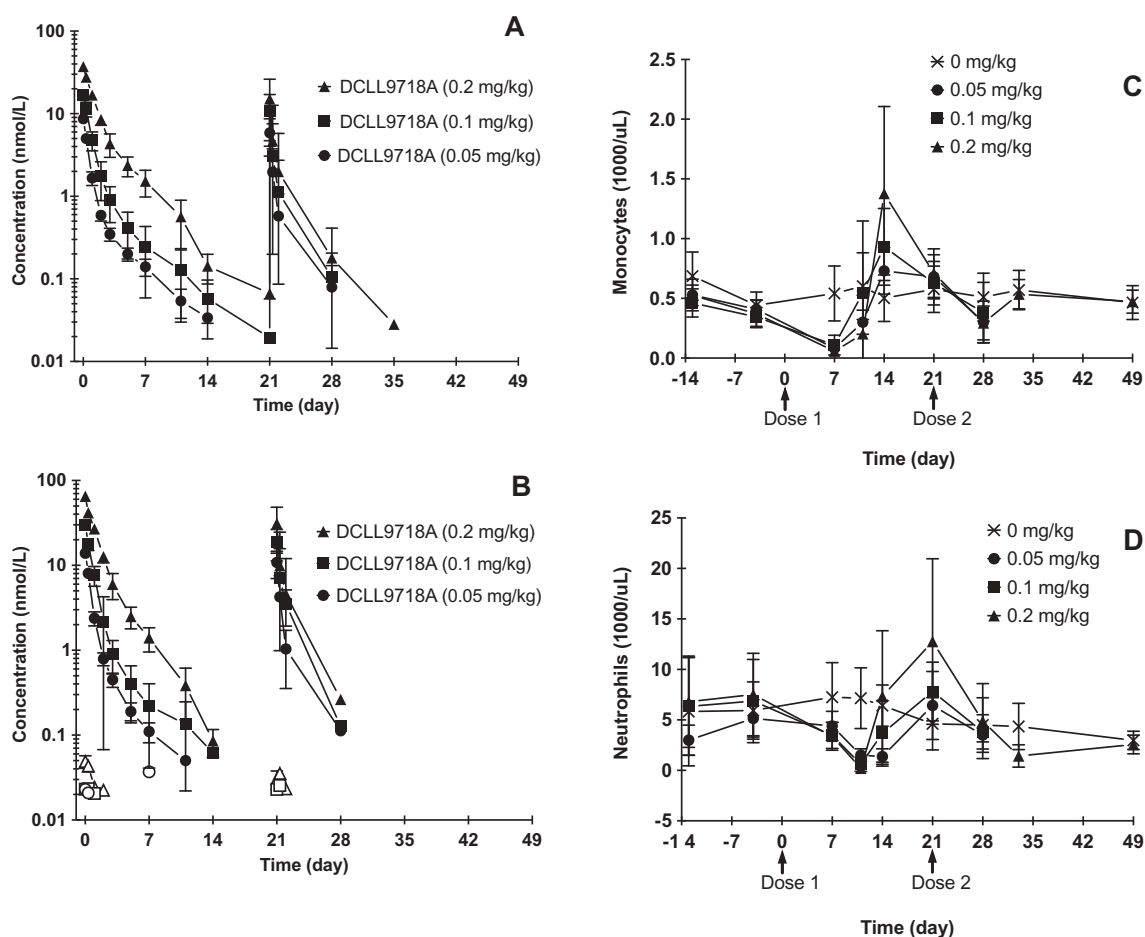 A
Concentration (nmol/L)
100
10
1
0.1
0.01
DCLL9718A (0.2 mg/kg)
DCLL9718A (0.1 mg/kg)
DCLL9718A (0.05 mg/kg)
0 7 14 21 28 35 42 49
Time (day)
C
Monocytes (1000/uL)
2.5
2.0
1.5
1.0
0.5
0.0
0 mg/kg
0.05 mg/kg
0.1 mg/kg
0.2 mg/kg
-14 -7 0 7 14 21 28 35 42 49
Dose 1 Dose 2
Time (day)
B
Concentration (nmol/L)
100
10
1
0.1
0.01
DCLL9718A (0.2 mg/kg)
DCLL9718A (0.1 mg/kg)
DCLL9718A (0.05 mg/kg)
0 7 14 21 28 35 42 49
Time (day)
D
Neutrophils (1000/uL)
25
20
15
10
5
0
-5
0 mg/kg
0.05 mg/kg
0.1 mg/kg
0.2 mg/kg
-1 4 -7 0 7 14 21 28 35 42 49
Dose 1 Dose 2
Time (day)